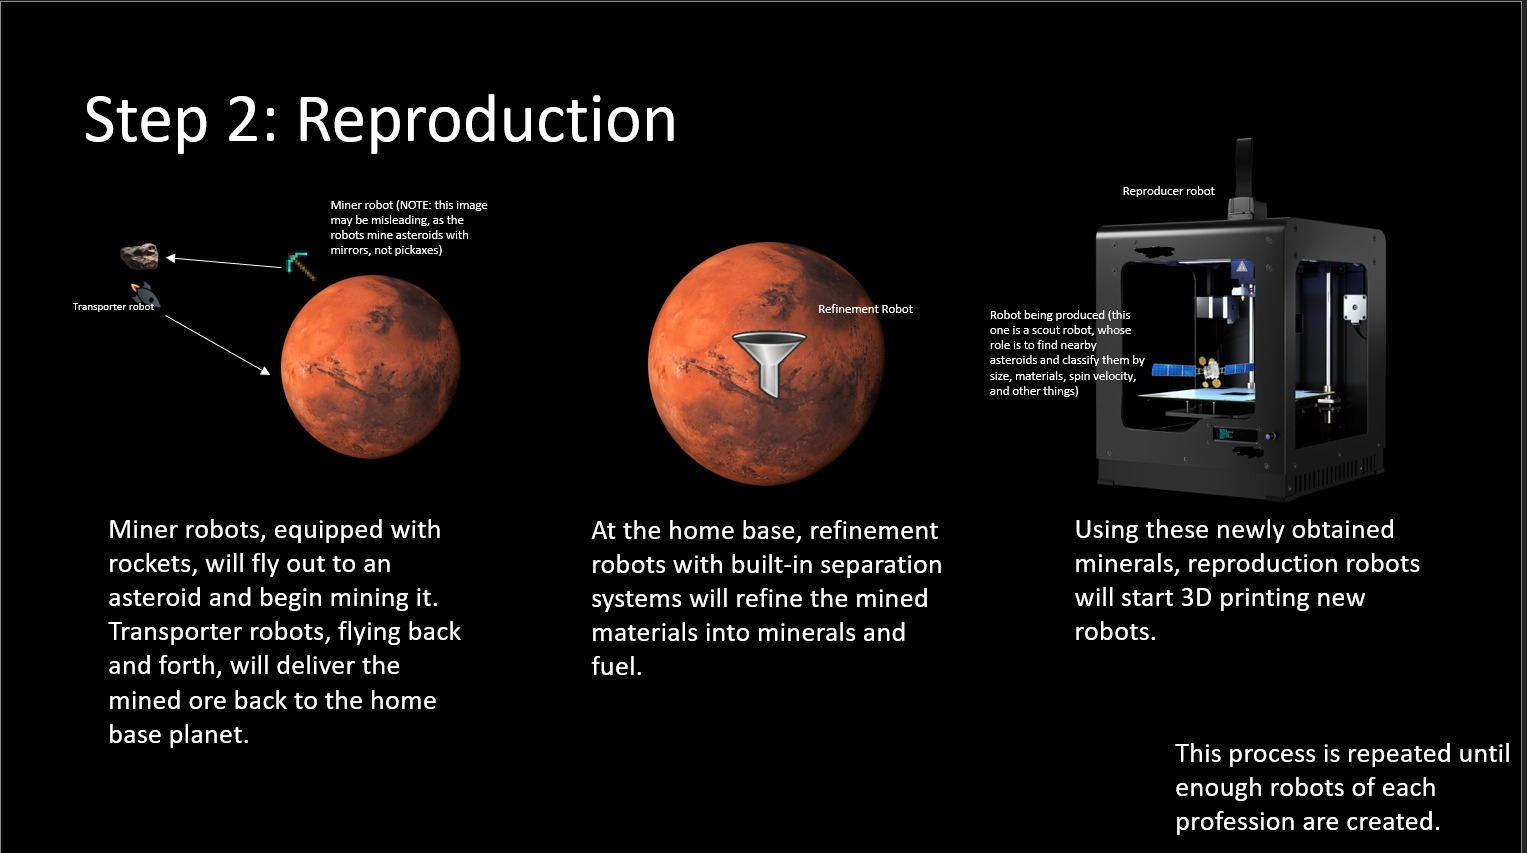 Step 2: Reproduction
Miner robot (NOTE: this image
may be misleading, as the
robots mine asteroids with
mirrors, not pickaxes)
Transporter robot
Miner robots, equipped with
rockets, will fly out to an
asteroid and begin mining it.
Transporter robots, flying back
and forth, will deliver the
mined ore back to the home
base planet.
Refinement Robot
At the home base, refinement
robots with built-in separation
systems will refine the mined
materials into minerals and
fuel.
Reproducer robot
Robot being produced (this
one is a scout robot, whose
role is to find nearby
asteroids and classify them by
size, materials, spin velocity,
and other things)
Using these newly obtained
minerals, reproduction robots
will start 3D printing new
robots.
This process is repeated until
enough robots of each
profession are created.